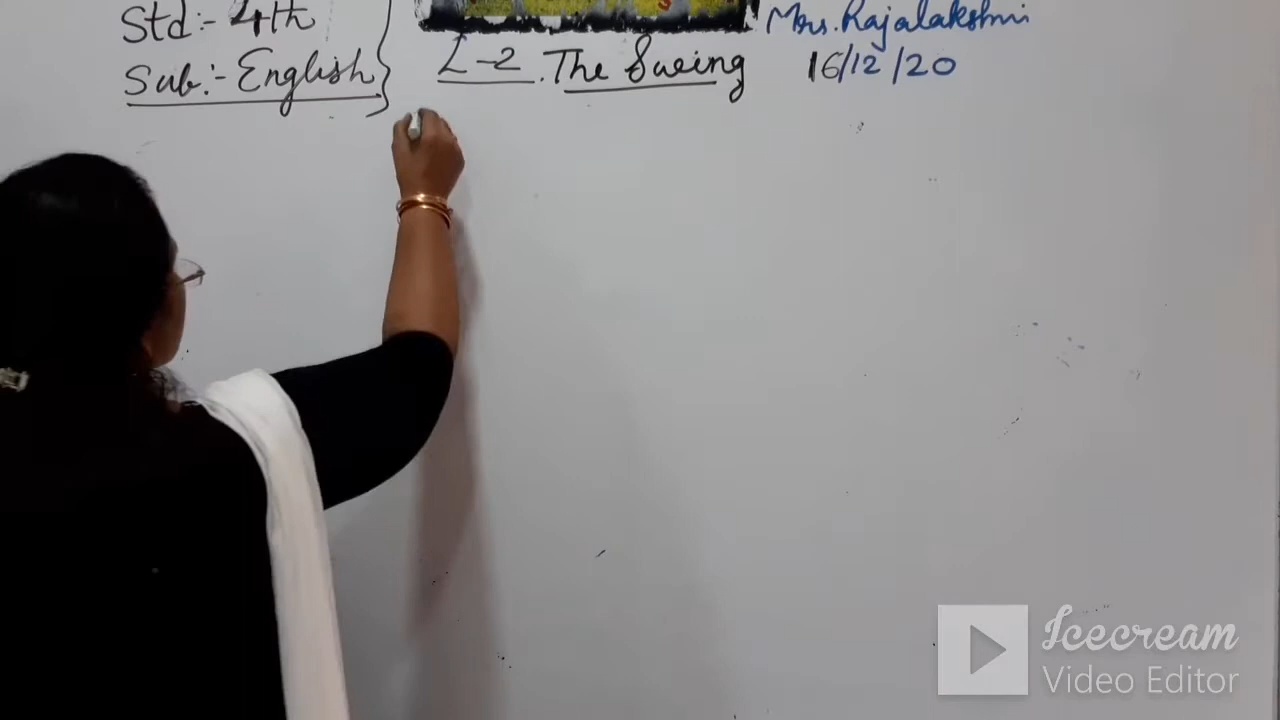 Std:- 4th
Sub:- English
L-2. The Swing
Mrs. Rajalakshmi
16/12/20
Icecream
Video Editor